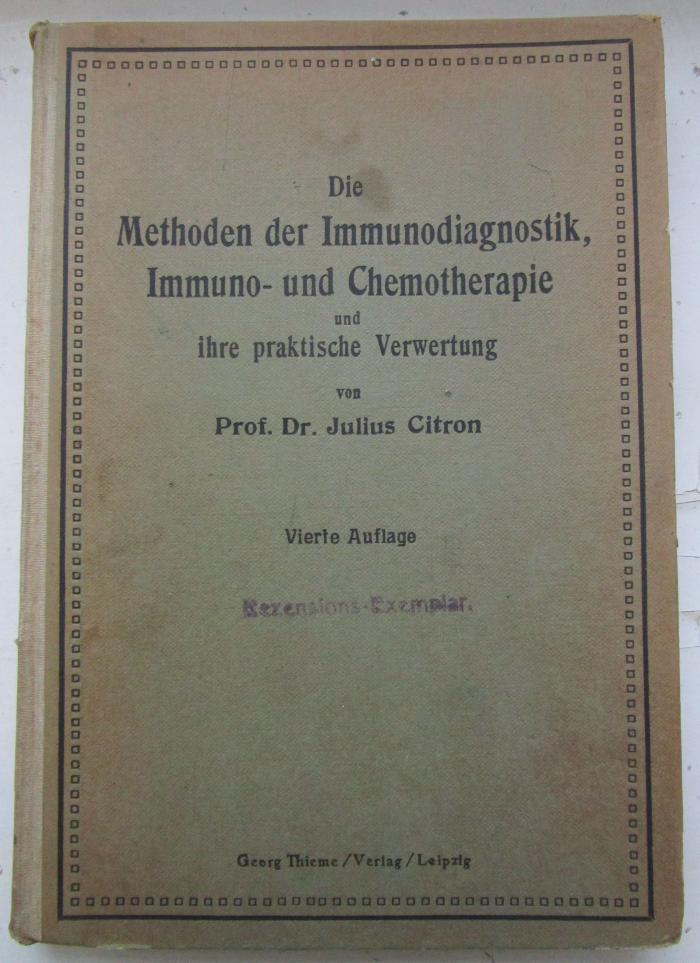 Die
Methoden der Immunodiagnostik,
Immuno- und Chemotherapie
und
ihre praktische Verwertung
von
Prof. Dr. Julius Citron
Vierte Auflage
Rezensions-Exemplar.
Georg Thieme / Verlag / Leipzig